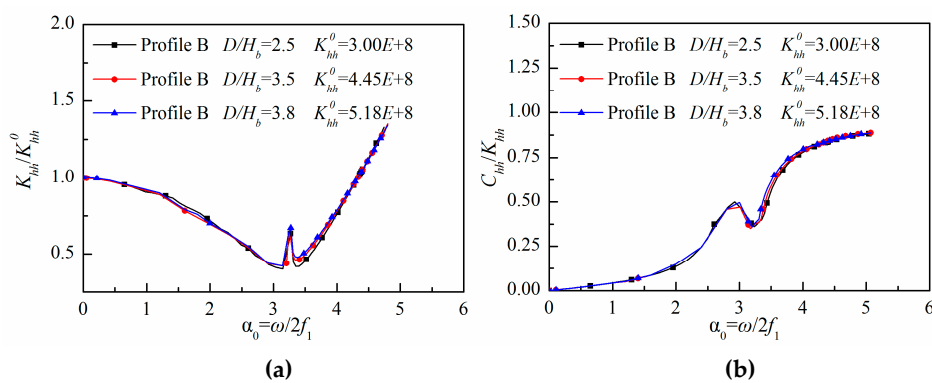 2.0
Profile B D/H_b=2.5 K_hh^0=3.00E+8
Profile B D/H_b=3.5 K_hh^0=4.45E+8
Profile B D/H_b=3.8 K_hh^0=5.18E+8
1.5
1.0
0.5
K_hh/K_hh^0
0 1 2 3 4 5 6
α_0=ω/2f_1
(a)
1.50
Profile B D/H_b=2.5 K_hh^0=3.00E+8
Profile B D/H_b=3.5 K_hh^0=4.45E+8
Profile B D/H_b=3.8 K_hh^0=5.18E+8
1.25
1.00
0.75
0.50
0.25
0.00
C_hh/K_hh
0 1 2 3 4 5 6
α_0=ω/2f_1
(b)